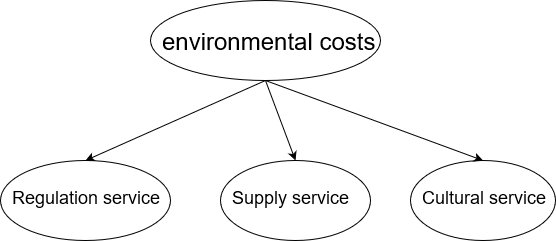 environmental costs
Regulation service
Supply service
Cultural service